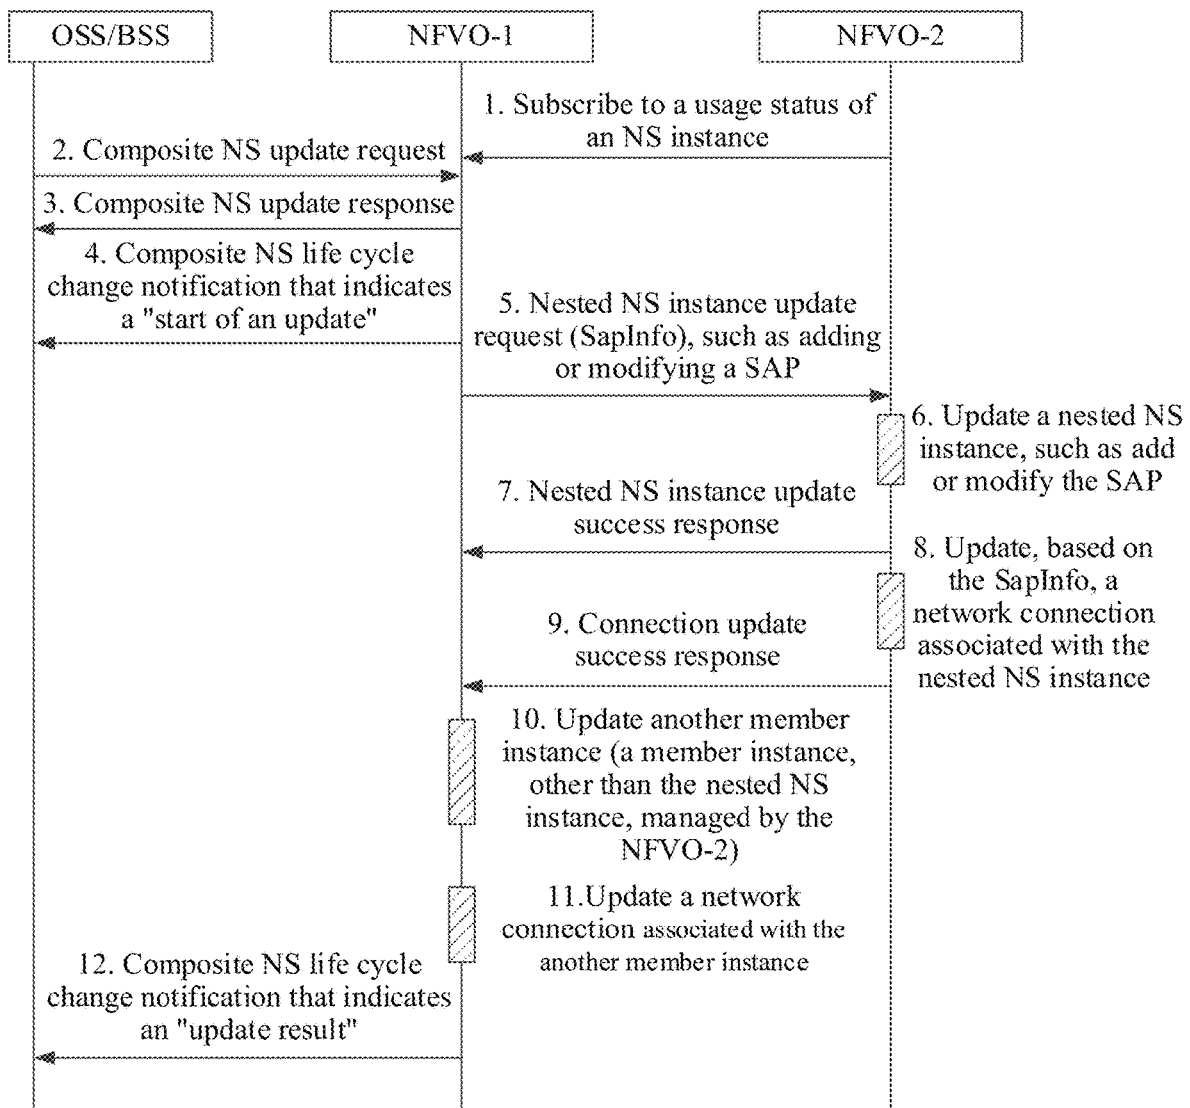 OSS/BSS
NFVO-1
NFVO-2
1. Subscribe to a usage status of
an NS instance
2. Composite NS update request
3. Composite NS update response
4. Composite NS life cycle
change notification that indicates
a "start of an update"
5. Nested NS instance update
request (SapInfo), such as adding
or modifying a SAP
6. Update a nested NS
instance, such as add
or modify the SAP
7. Nested NS instance update
success response
8. Update, based on
the SapInfo, a
network connection
associated with the
nested NS instance
9. Connection update
success response
10. Update another member
instance (a member instance,
other than the nested NS
instance, managed by the
NFVO-2)
11.Update a network
connection associated with the
another member instance
12. Composite NS life cycle
change notification that indicates
an "update result"